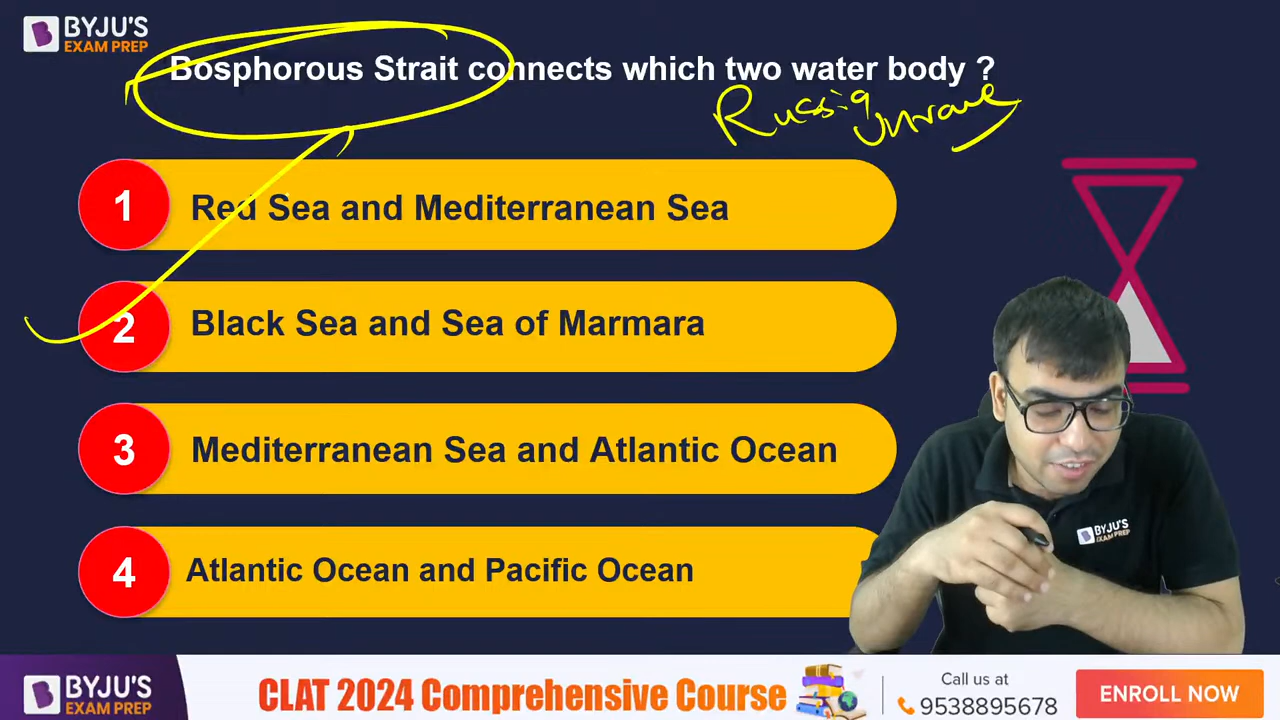 BYJU'S
EXAM PREP
Bosphorous Strait connects which two water body ?
Russia
1
Red Sea and Mediterranean Sea
2
Black Sea and Sea of Marmara
3
Mediterranean Sea and Atlantic Ocean
4
Atlantic Ocean and Pacific Ocean
BYJU'S
EXAM PREP
BYJU'S
EXAM PREP
CLAT 2024 Comprehensive Course
Call us at
9538895678
ENROLL NOW